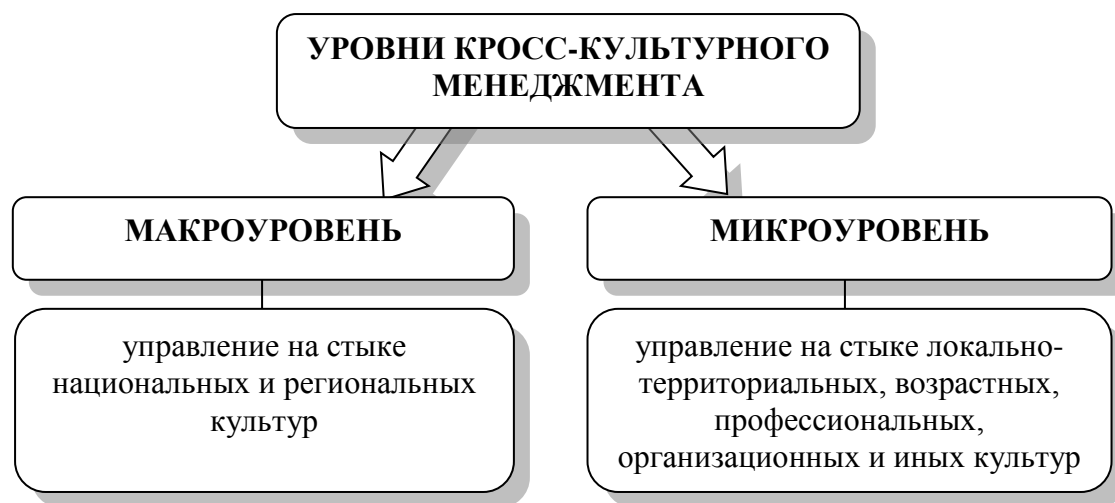 УРОВНИ КРОСС-КУЛЬТУРНОГО
МЕНЕДЖМЕНТА
МАКРОУРОВЕНЬ
МИКРОУРОВЕНЬ
управление на стыке
национальных и региональных
культур
управление на стыке локально-
территориальных, возрастных,
профессиональных,
организационных и иных культур